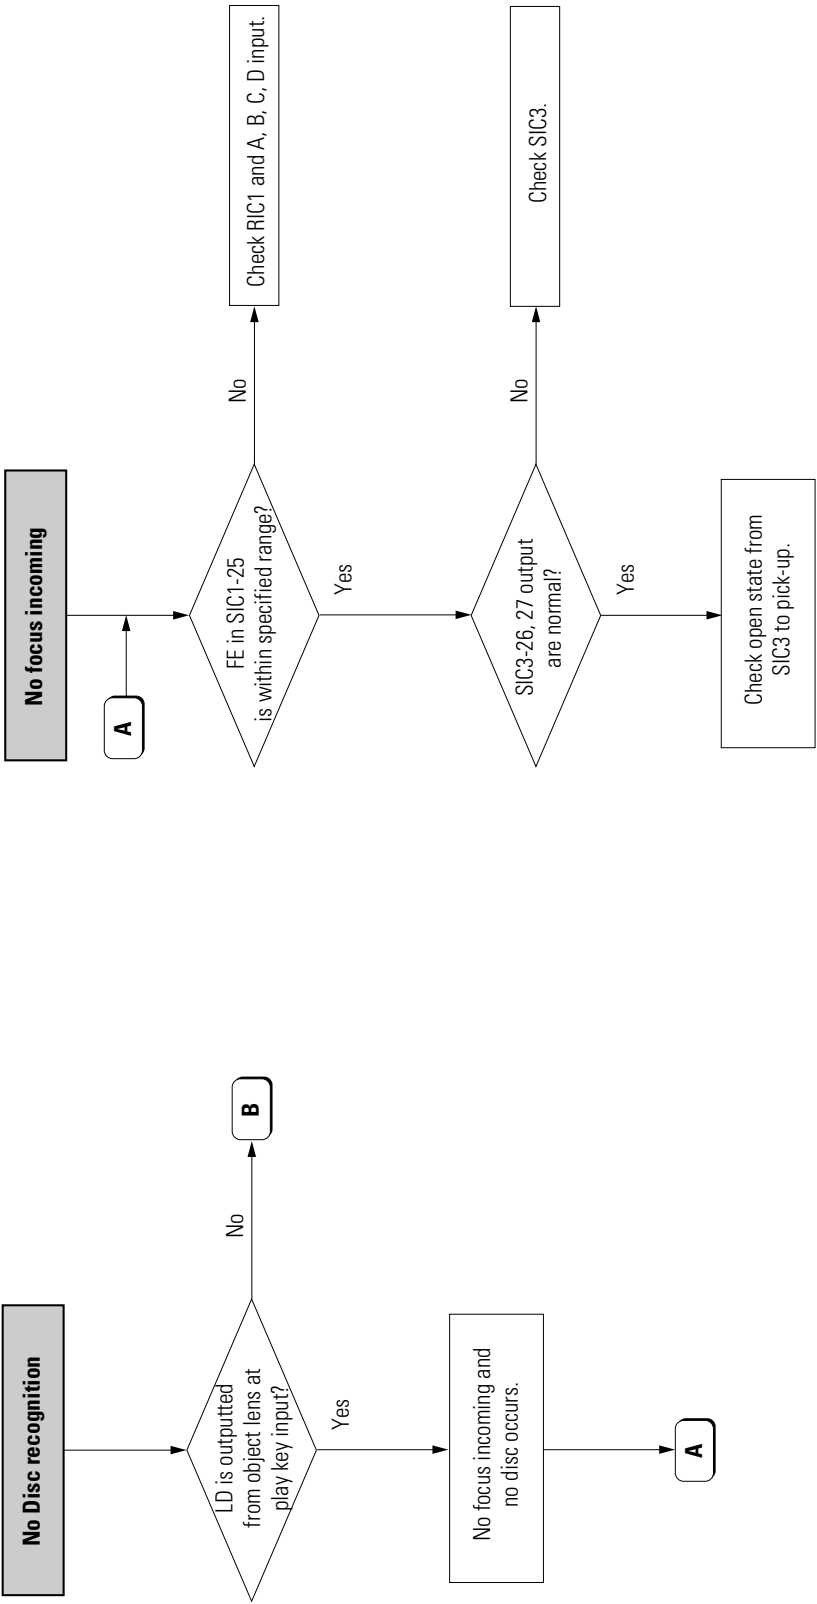 No Disc recognition
LD is outputted
from object lens at
play key input?
No
B
Yes
No focus incoming and
no disc occurs.
A
No focus incoming
A
FE in SIC1-25
is within specified range?
No
Check RIC1 and A, B, C, D input.
Yes
SIC3-26, 27 output
are normal?
No
Check SIC3.
Yes
Check open state from
SIC3 to pick-up.